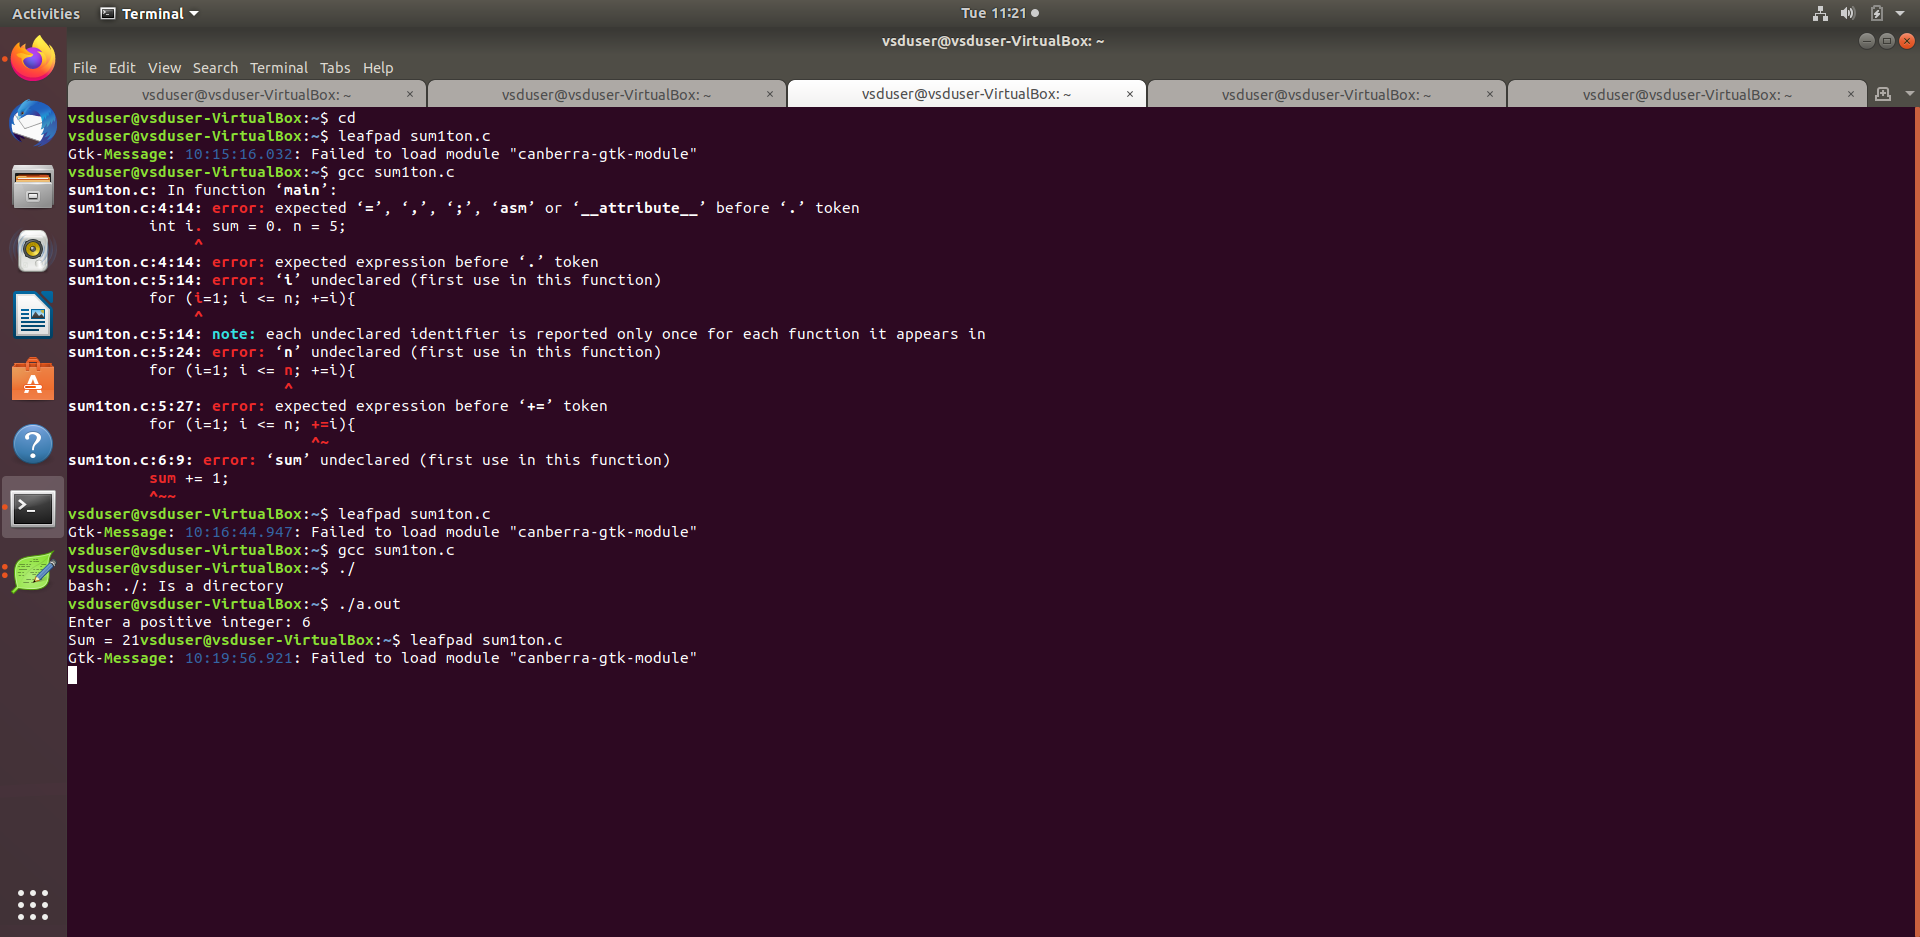 Activities Terminal Tue 11:21
vsduser@vsduser-VirtualBox: ~
File Edit View Search Terminal Tabs Help
vsduser@vsduser-VirtualBox: ~ × vsduser@vsduser-VirtualBox: ~ × vsduser@vsduser-VirtualBox: ~ × vsduser@vsduser-VirtualBox: ~ × vsduser@vsduser-VirtualBox: ~ ×
vsduser@vsduser-VirtualBox:~$ cd
vsduser@vsduser-VirtualBox:~$ leafpad sum1ton.c
Gtk-Message: 10:15:16.032: Failed to load module "canberra-gtk-module"
vsduser@vsduser-VirtualBox:~$ gcc sum1ton.c
sum1ton.c: In function ‘main’:
sum1ton.c:4:14: error: expected ‘=’, ‘,’, ‘;’, ‘asm’ or ‘__attribute__’ before ‘.’ token
         int i. sum = 0. n = 5;
              ^
sum1ton.c:4:14: error: expected expression before ‘.’ token
sum1ton.c:5:14: error: ‘i’ undeclared (first use in this function)
         for (i=1; i <= n; +=i){
              ^
sum1ton.c:5:14: note: each undeclared identifier is reported only once for each function it appears in
sum1ton.c:5:24: error: ‘n’ undeclared (first use in this function)
         for (i=1; i <= n; +=i){
                        ^
sum1ton.c:5:27: error: expected expression before ‘+=’ token
         for (i=1; i <= n; +=i){
                           ^~
sum1ton.c:6:9: error: ‘sum’ undeclared (first use in this function)
         sum += 1;
         ^~~
vsduser@vsduser-VirtualBox:~$ leafpad sum1ton.c
Gtk-Message: 10:16:44.947: Failed to load module "canberra-gtk-module"
vsduser@vsduser-VirtualBox:~$ gcc sum1ton.c
vsduser@vsduser-VirtualBox:~$ ./
bash: ./: Is a directory
vsduser@vsduser-VirtualBox:~$ ./a.out
Enter a positive integer: 6
Sum = 21vsduser@vsduser-VirtualBox:~$ leafpad sum1ton.c
Gtk-Message: 10:19:56.921: Failed to load module "canberra-gtk-module"